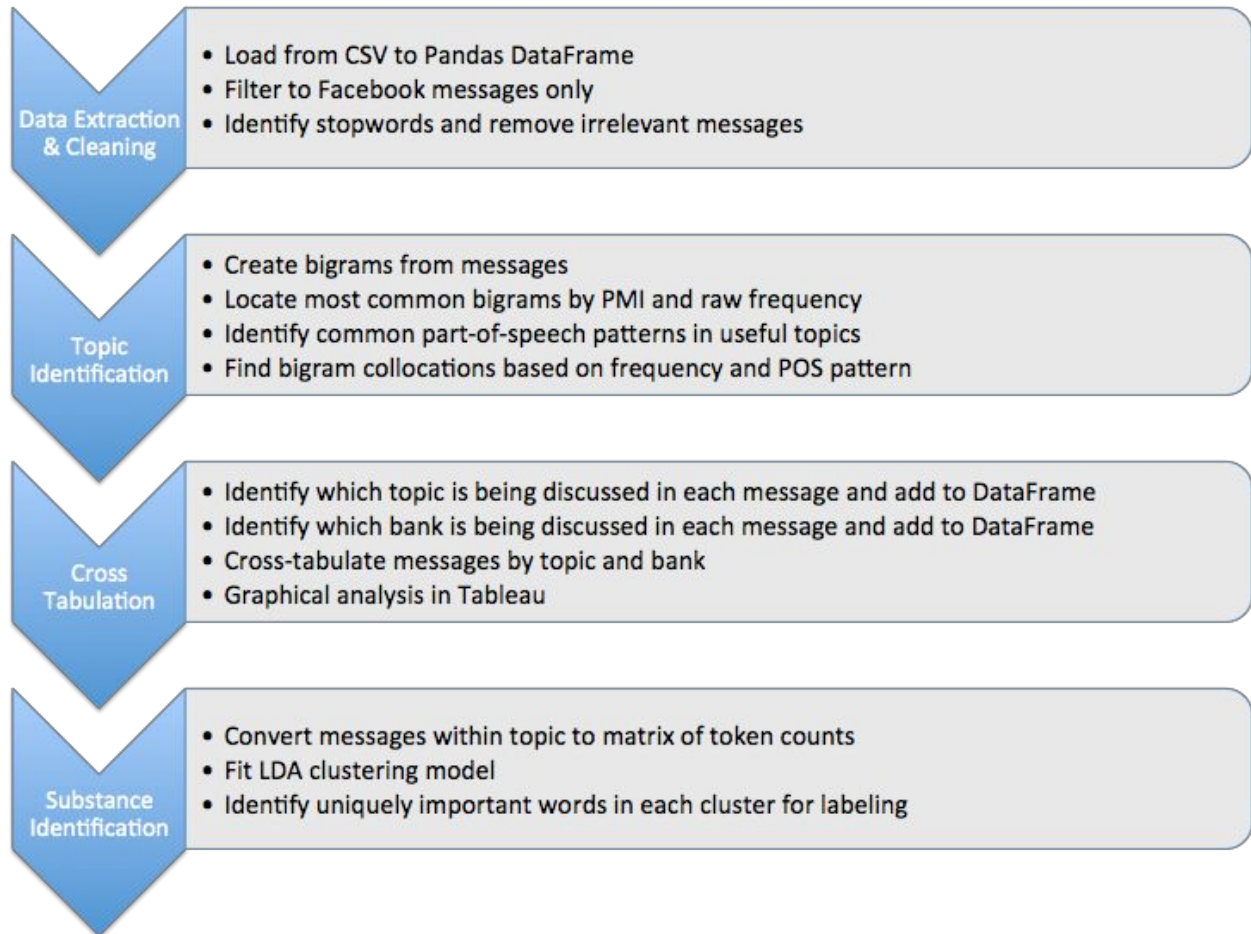 Data Extraction
& Cleaning
• Load from CSV to Pandas DataFrame
• Filter to Facebook messages only
• Identify stopwords and remove irrelevant messages
Topic
Identification
• Create bigrams from messages
• Locate most common bigrams by PMI and raw frequency
• Identify common part-of-speech patterns in useful topics
• Find bigram collocations based on frequency and POS pattern
Cross
Tabulation
• Identify which topic is being discussed in each message and add to DataFrame
• Identify which bank is being discussed in each message and add to DataFrame
• Cross-tabulate messages by topic and bank
• Graphical analysis in Tableau
Substance
Identification
• Convert messages within topic to matrix of token counts
• Fit LDA clustering model
• Identify uniquely important words in each cluster for labeling